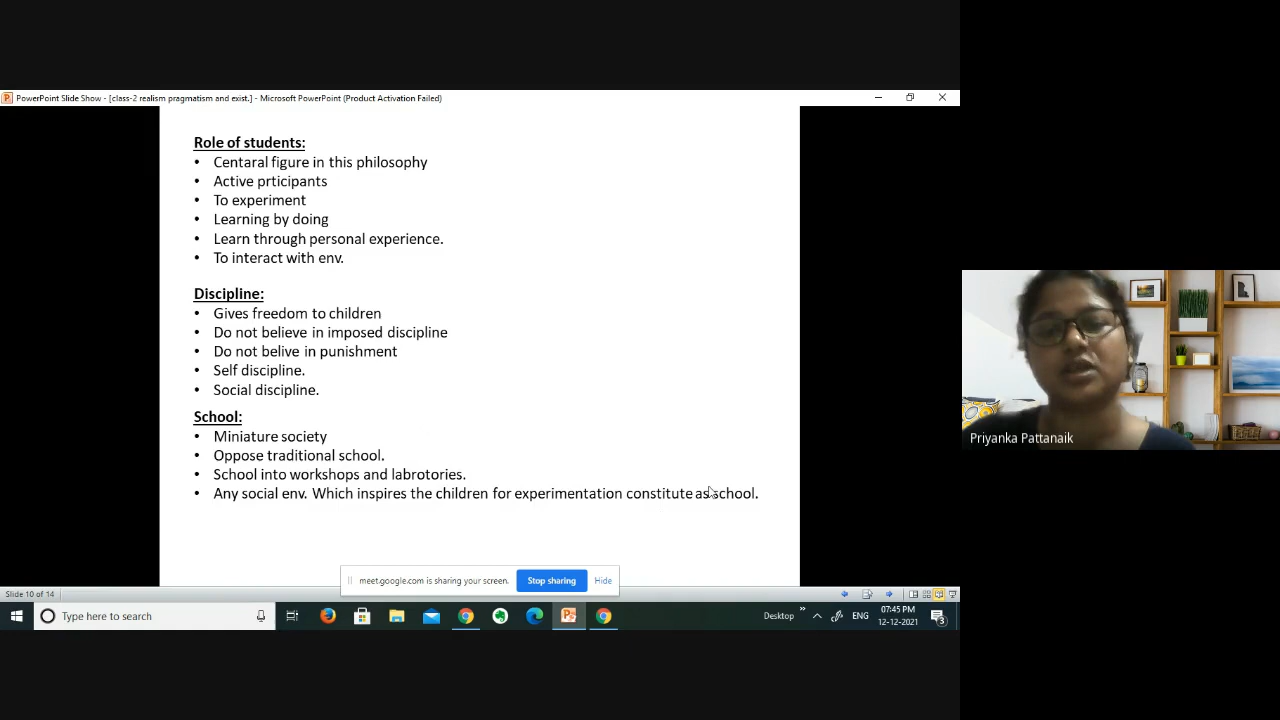 PowerPoint Slide Show - [class-2 realism pragmatism and exist.] - Microsoft PowerPoint (Product Activation Failed)
Role of students:
• Centaral figure in this philosophy
• Active prticipants
• To experiment
• Learning by doing
• Learn through personal experience.
• To interact with env.
Discipline:
• Gives freedom to children
• Do not believe in imposed discipline
• Do not belive in punishment
• Self discipline.
• Social discipline.
School:
• Miniature society
• Oppose traditional school.
• School into workshops and labrotories.
• Any social env. Which inspires the children for experimentation constitute as school.
Priyanka Pattanaik
meet.google.com is sharing your screen. Stop sharing Hide
Slide 10 of 14
Type here to search
Desktop
ENG
07:45 PM
12-12-2021
3